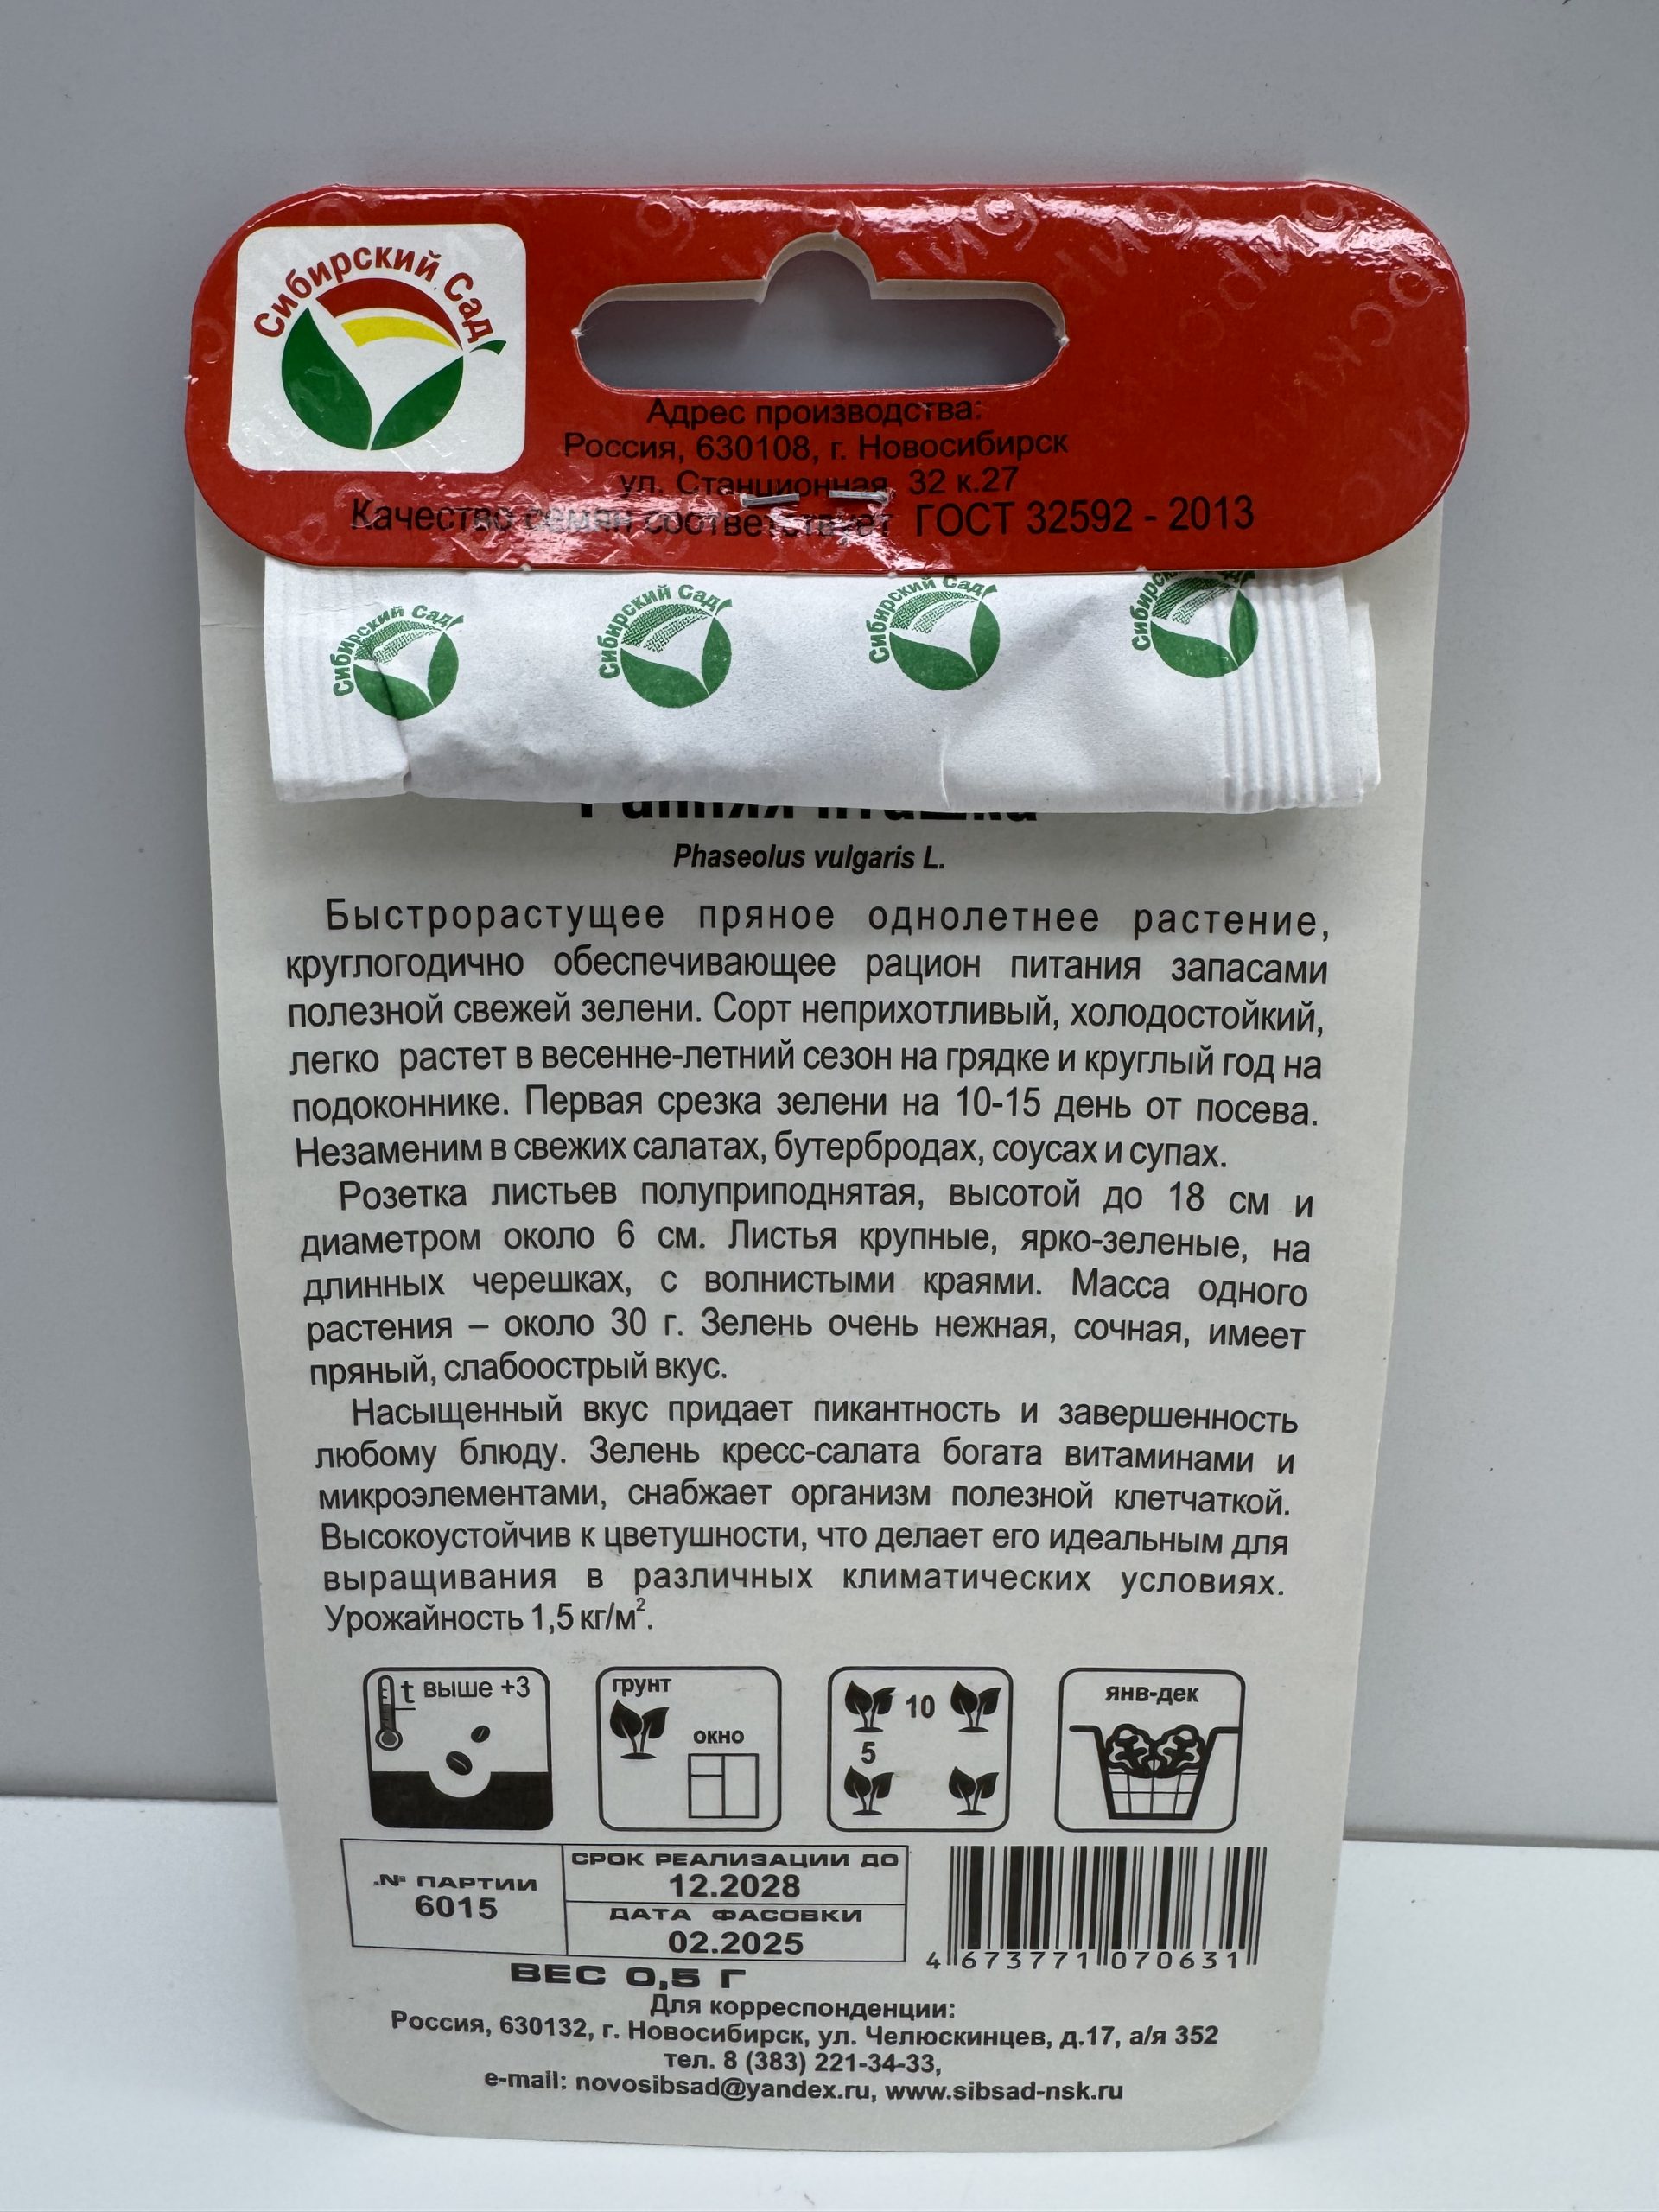 Сибирский Сад
Адрес производства:
Россия, 630108, г. Новосибирск
ул. Станционная, 32 к.27
Качество семян соответствует ГОСТ 32592 - 2013
Сибирский Сад
Сибирский Сад
Сибирский Сад
Сибирский Сад
Ранняя пташка
Phaseolus vulgaris L.
Быстрорастущее пряное однолетнее растение,
круглогодично обеспечивающее рацион питания запасами
полезной свежей зелени. Сорт неприхотливый, холодостойкий,
легко растет в весенне-летний сезон на грядке и круглый год на
подоконнике. Первая срезка зелени на 10-15 день от посева.
Незаменим в свежих салатах, бутербродах, соусах и супах.
Розетка листьев полуприподнятая, высотой до 18 см и
диаметром около 6 см. Листья крупные, ярко-зеленые, на
длинных черешках, с волнистыми краями. Масса одного
растения – около 30 г. Зелень очень нежная, сочная, имеет
пряный, слабоострый вкус.
Насыщенный вкус придает пикантность и завершенность
любому блюду. Зелень кресс-салата богата витаминами и
микроэлементами, снабжает организм полезной клетчаткой.
Высокоустойчив к цветушности, что делает его идеальным для
выращивания в различных климатических условиях.
Урожайность 1,5 кг/м².
t выше +3
грунт
окно
10
5
янв-дек
№ ПАРТИИ
6015
СРОК РЕАЛИЗАЦИИ ДО
12.2028
ДАТА ФАСОВКИ
02.2025
ВЕС 0,5 Г
4 673771 070631
Для корреспонденции:
Россия, 630132, г. Новосибирск, ул. Челюскинцев, д.17, а/я 352
тел. 8 (383) 221-34-33,
e-mail: novosibsad@yandex.ru, www.sibsad-nsk.ru